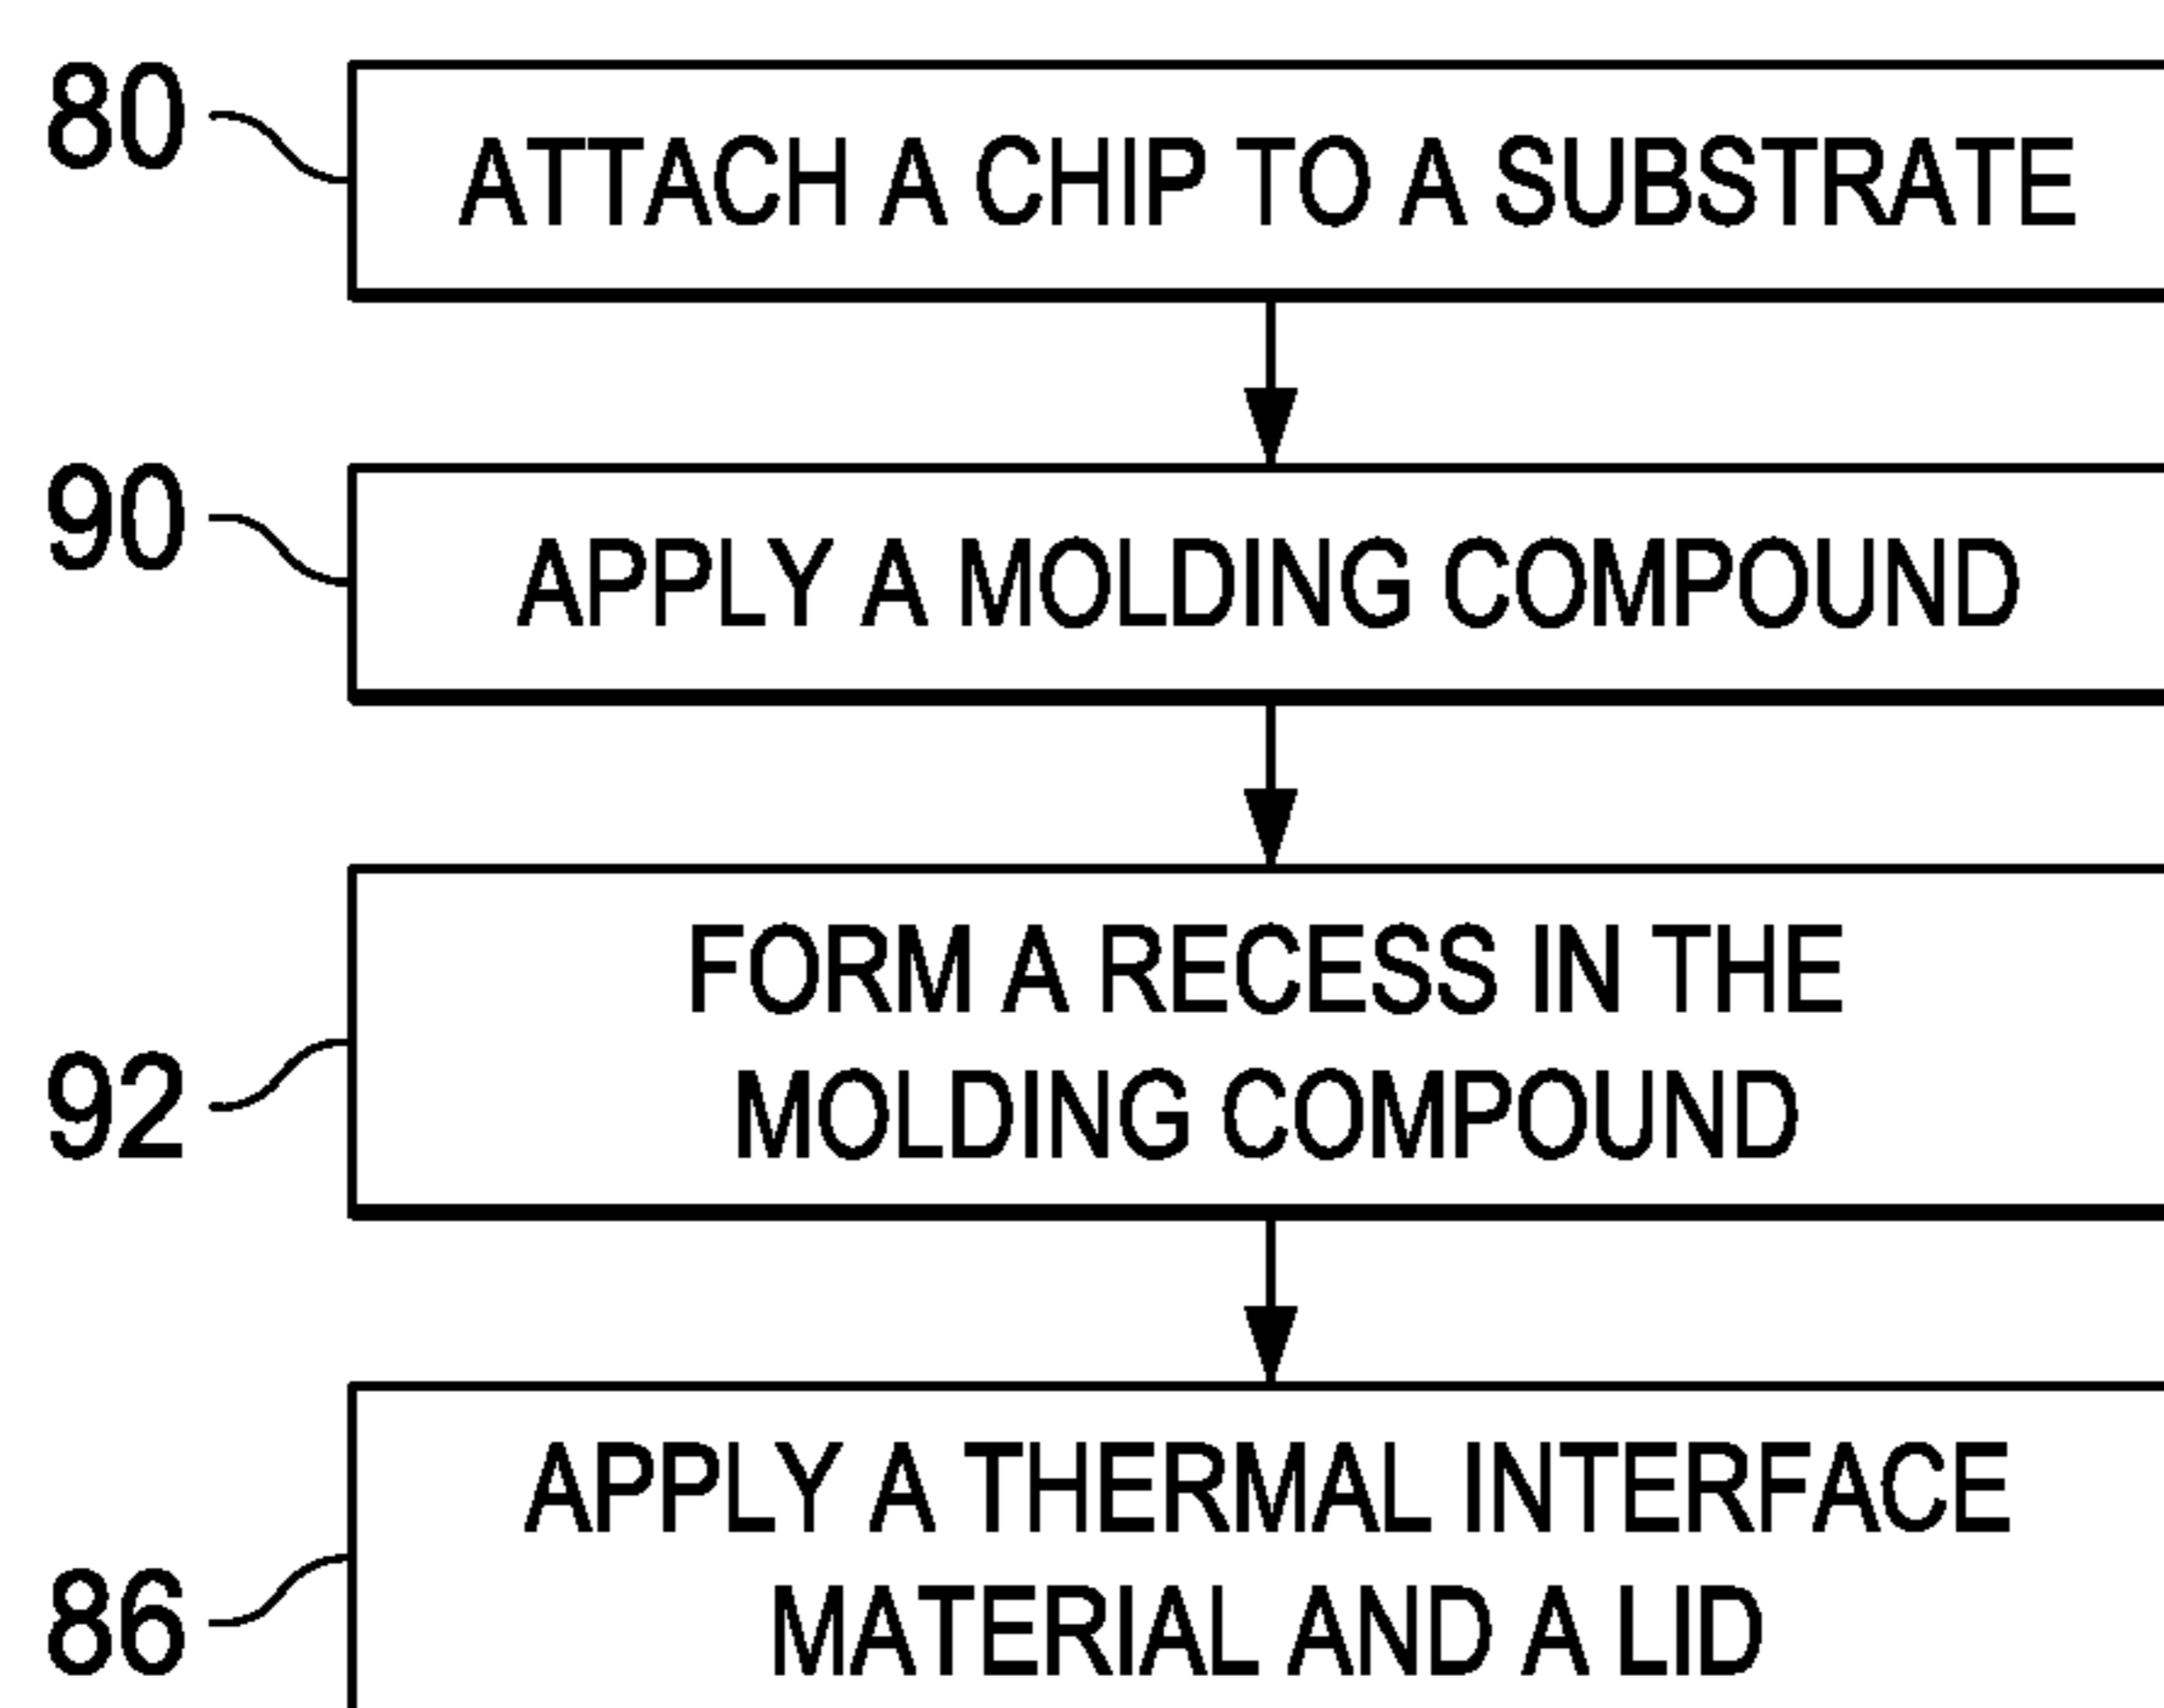 80
ATTACH A CHIP TO A SUBSTRATE
90
APPLY A MOLDING COMPOUND
FORM A RECESS IN THE
92
MOLDING COMPOUND
APPLY A THERMAL INTERFACE
86
MATERIAL AND A LID